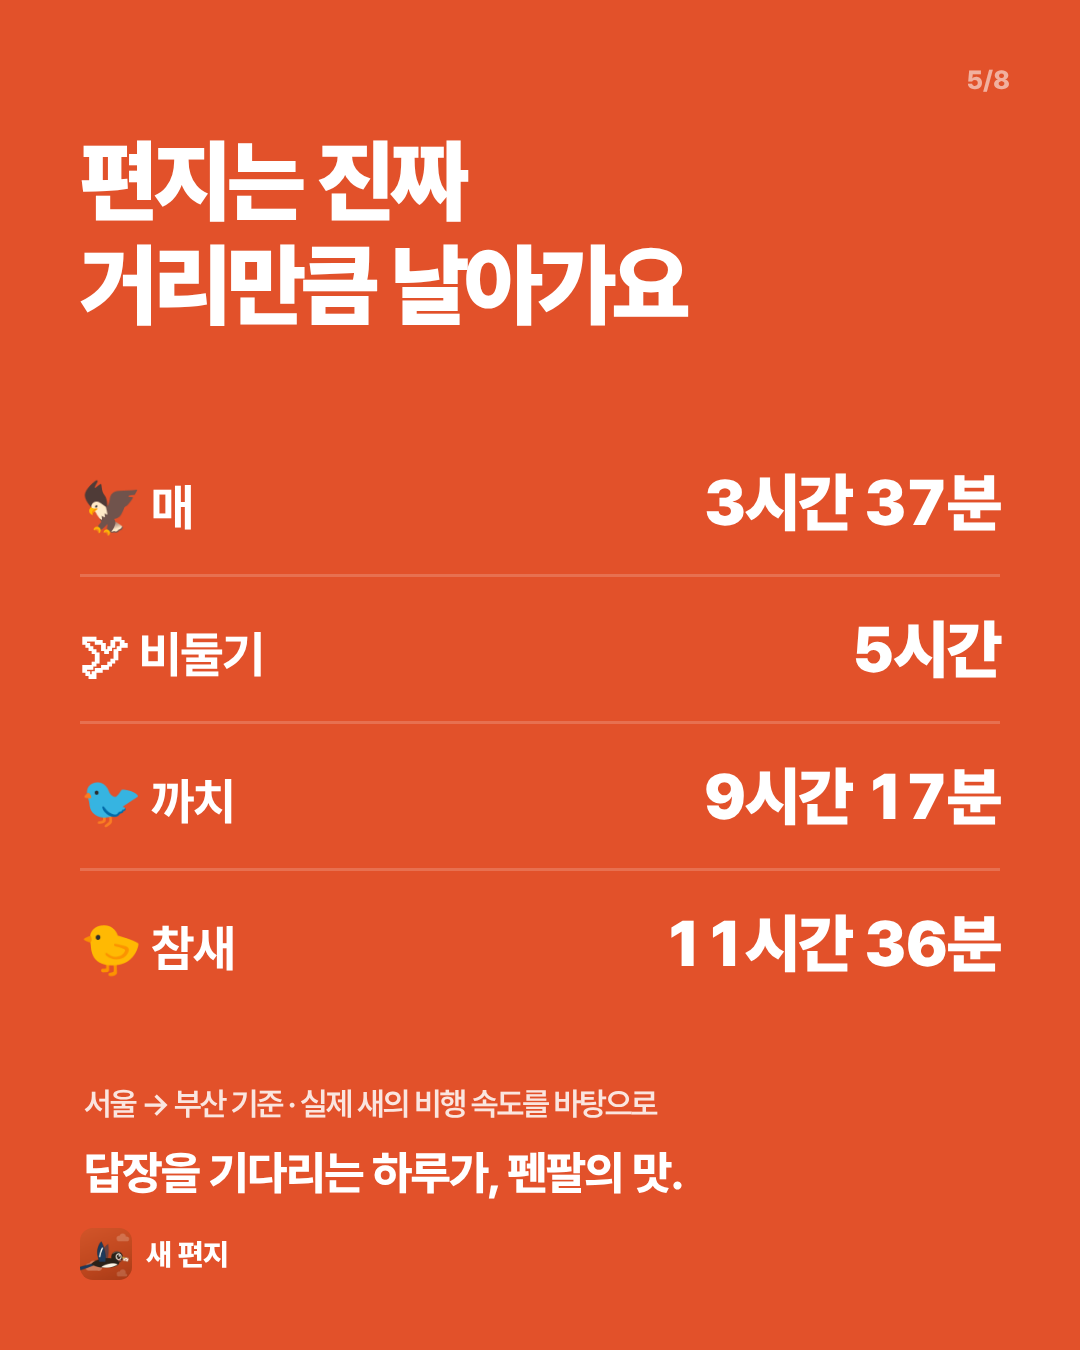 5/8
편지는 진짜
거리만큼 날아가요
🦅 매 3시간 37분
🕊 비둘기 5시간
🐦 까치 9시간 17분
🐤 참새 11시간 36분
서울 → 부산 기준 · 실제 새의 비행 속도를 바탕으로
답장을 기다리는 하루가, 펜팔의 맛.
새 편지